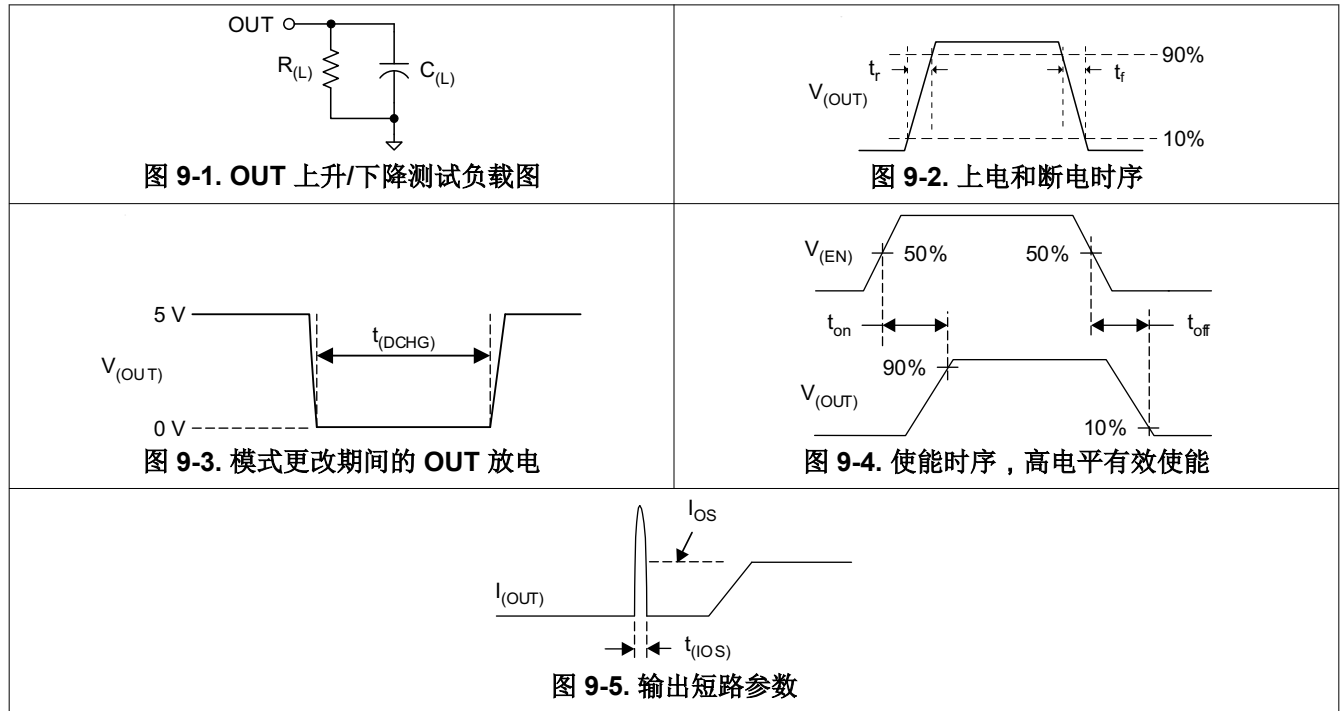 OUT
R(L)
C(L)
图 9-1. OUT 上升/下降测试负载图
90%
tr
tf
V(OUT)
10%
图 9-2. 上电和断电时序
5 V
t(DCHG)
V(OUT)
0 V
图 9-3. 模式更改期间的 OUT 放电
V(EN)
50%
50%
ton
toff
90%
V(OUT)
10%
图 9-4. 使能时序，高电平有效使能
IOS
I(OUT)
t(IOS)
图 9-5. 输出短路参数